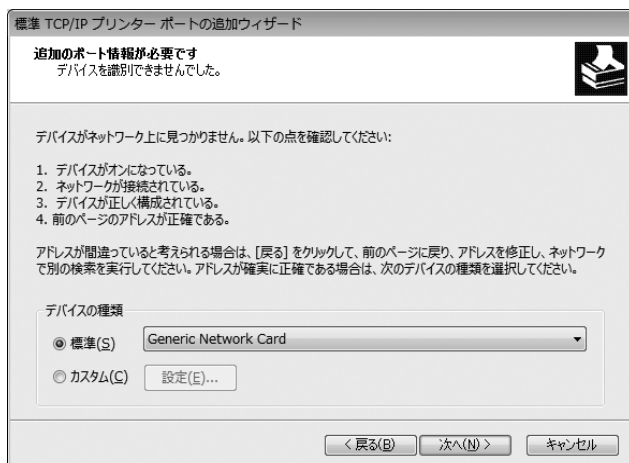 標準 TCP/IP プリンター ポートの追加ウィザード
追加のポート情報が必要です
デバイスを識別できませんでした。
デバイスがネットワーク上に見つかりません。以下の点を確認してください:
1. デバイスがオンになっている。
2. ネットワークが接続されている。
3. デバイスが正しく構成されている。
4. 前のページのアドレスが正確である。
アドレスが間違っていると考えられる場合は、[戻る] をクリックして、前のページに戻り、アドレスを修正し、ネットワーク
で別の検索を実行してください。アドレスが確実に正確である場合は、次のデバイスの種類を選択してください。
デバイスの種類
標準(S)
Generic Network Card
カスタム(C)
設定(E)...
< 戻る(B)
次へ(N) >
キャンセル